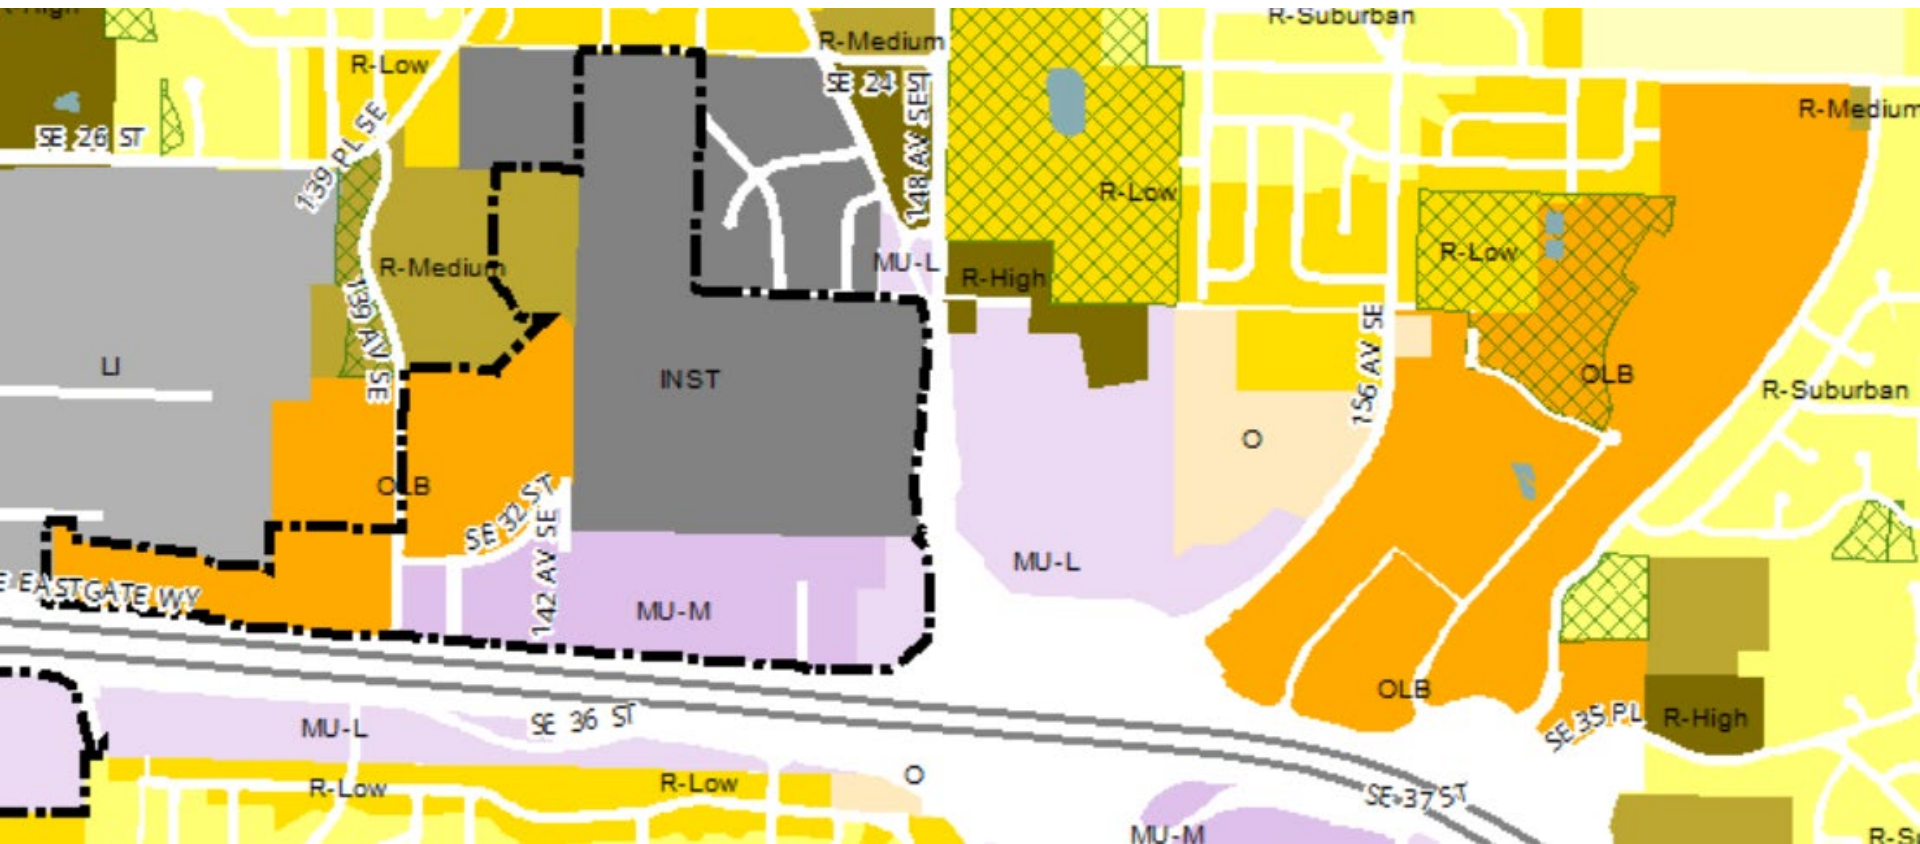 R-High
R-Suburban
R-Medium
R-Low
SE 24 ST
R-Medium
SE 26 ST
139 PL SE
148 AV SE
R-Low
R-Medium
MU-L
R-High
R-Low
139 AV SE
LI
INST
156 AV SE
OLB
R-Suburban
O
OLB
SE 32 ST
142 AV SE
MU-L
E EASTGATE WY
MU-M
OLB
SE 35 PL
R-High
MU-L
SE 36 ST
R-Low
R-Low
O
SE 37 ST
MU-M